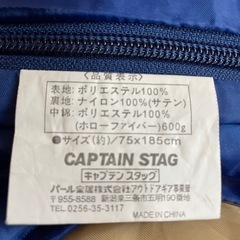 〈品質表示〉
表地:ポリエステル100%
裏地:ナイロン100%(サテン)
中綿:ポリエステル100%
(ホローファイバー)600g
●サイズ/(約)75x185cm
CAPTAIN STAG
キャプテンスタッグ
パール金属株式会社アウトドアギア事業部
〒955-8588 新潟県三条市五明190番地
TEL.0256-35-3117
MADE IN CHINA